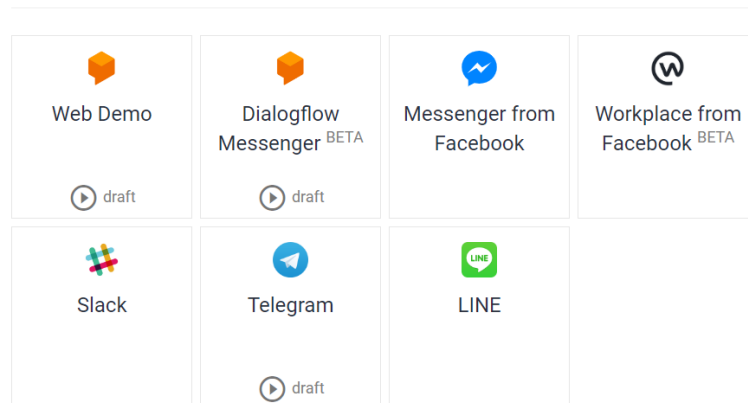 Web Demo
Dialogflow
Messenger BETA
Messenger from
Facebook
Workplace from
Facebook BETA
draft
draft
Slack
Telegram
LINE
LINE
draft